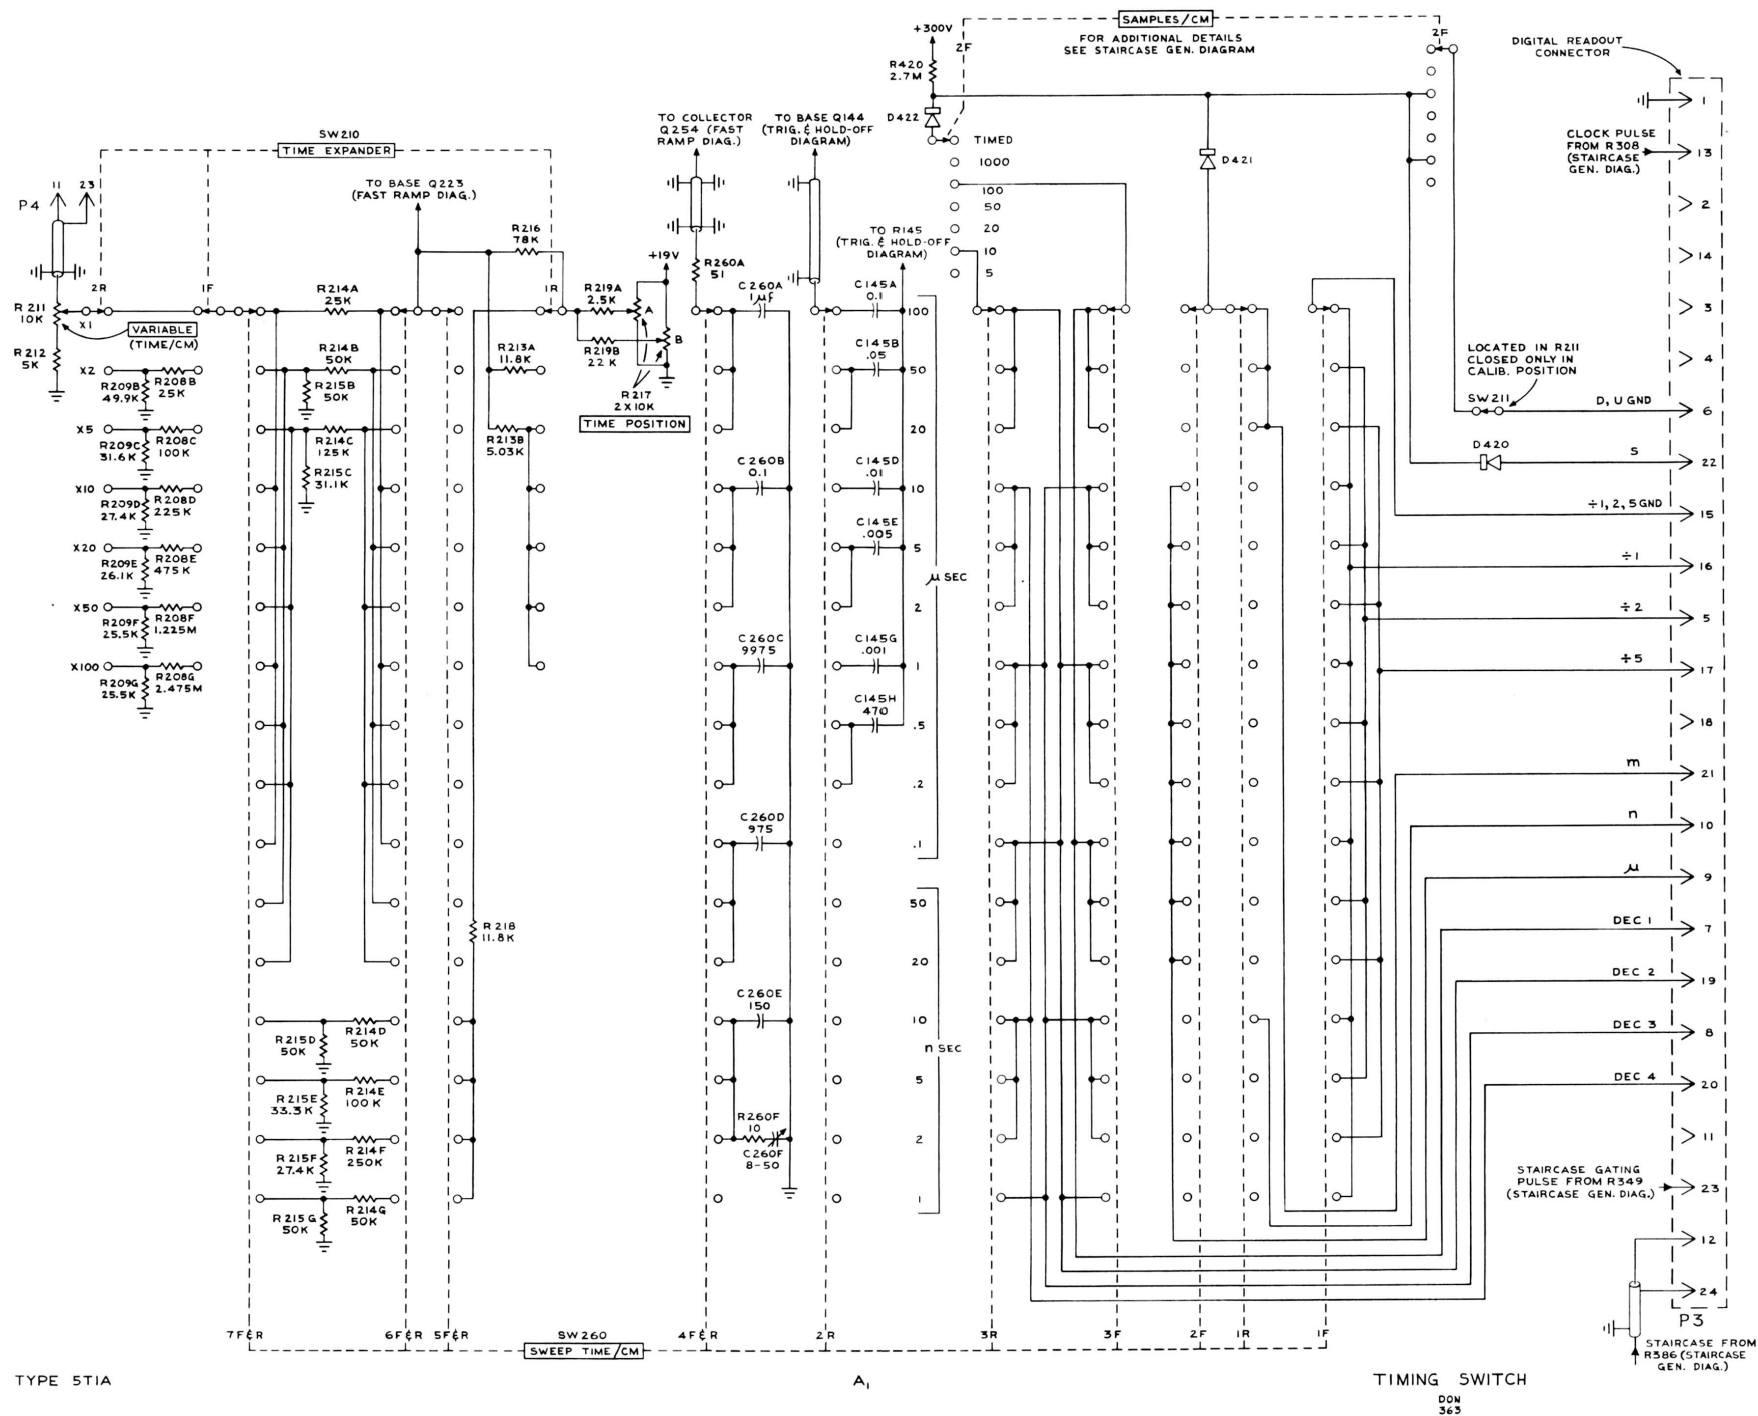 SAMPLES/CM
FOR ADDITIONAL DETAILS
SEE STAIRCASE GEN. DIAGRAM
+300V
2F
2F
R420
2.7M
D422
TIMED
1000
100
50
20
10
5
D421
DIGITAL READOUT
CONNECTOR
CLOCK PULSE
FROM R308
(STAIRCASE
GEN. DIAG.)
SW210
TIME EXPANDER
TO COLLECTOR
Q254 (FAST
RAMP DIAG.)
TO BASE Q144
(TRIG. & HOLD-OFF
DIAGRAM)
TO BASE Q223
(FAST RAMP DIAG.)
TO R145
(TRIG. & HOLD-OFF
DIAGRAM)
11
23
P4
R216
78K
+19V
R260A
51
2R
1F
1R
R211
10K
X1
VARIABLE
(TIME/CM)
R212
5K
R214A
25K
R219A
2.5K
A
C260A
1µf
C145A
0.11
100
R214B
50K
R213A
11.8K
R219B
22K
B
C145B
.05
50
X2
R209B
49.9K
R208B
25K
R215B
50K
R217
2X10K
TIME POSITION
20
X5
R209C
31.6K
R208C
100K
R214C
125K
R213B
5.03K
R215C
31.1K
C260B
0.1
C145D
.011
10
X10
R209D
27.4K
R208D
225K
C145E
.005
5
X20
R209E
26.1K
R208E
475K
µSEC
X50
R209F
25.5K
R208F
1.225M
2
C260C
9975
C145G
.001
1
X100
R209G
25.5K
R208G
2.475M
C145H
470
.5
.2
C260D
975
.1
50
R218
11.8K
20
C260E
150
10
R215D
50K
R214D
50K
n SEC
5
R215E
33.3K
R214E
100K
R260F
10
C260F
8-50
2
R215F
27.4K
R214F
250K
1
R215G
50K
R214G
50K
LOCATED IN R211
CLOSED ONLY IN
CALIB. POSITION
SW211
D420
1
13
2
14
3
4
D, U GND
6
S
22
÷1, 2, 5 GND
15
÷1
16
÷2
5
÷5
17
18
m
21
n
10
µ
9
DEC 1
7
DEC 2
19
DEC 3
8
DEC 4
20
11
STAIRCASE GATING
PULSE FROM R349
(STAIRCASE GEN. DIAG.)
23
12
24
P3
STAIRCASE FROM
R386 (STAIRCASE
GEN. DIAG.)
7F&R
6F&R
5F&R
SW260
SWEEP TIME/CM
4F&R
2R
3R
3F
2F
1R
1F
TYPE 5T1A
A1
TIMING SWITCH
DON
363